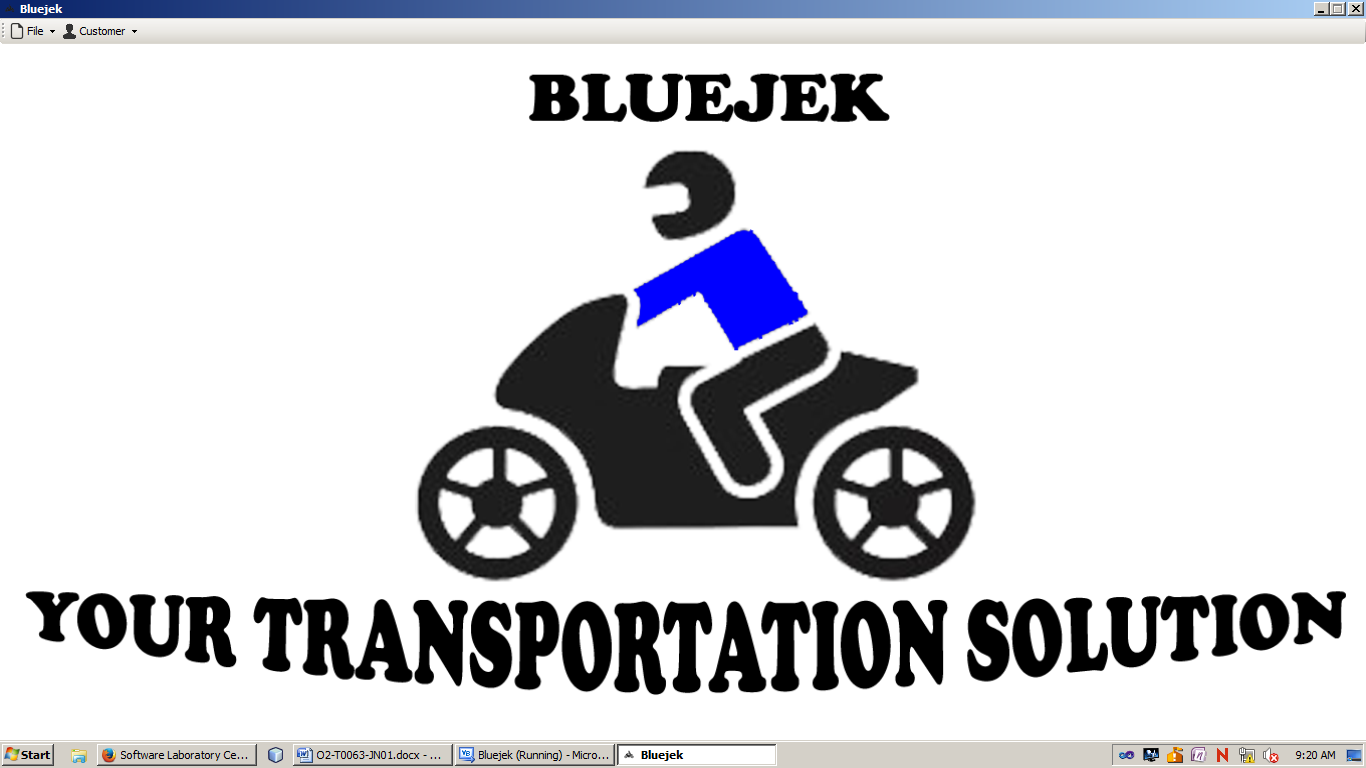 Bluejek
File Customer
BLUEJEK
YOUR TRANSPORTATION SOLUTION
Start Software Laboratory Ce... O2-T0063-JN01.docx - ... Bluejek (Running) - Micro... Bluejek 9:20 AM